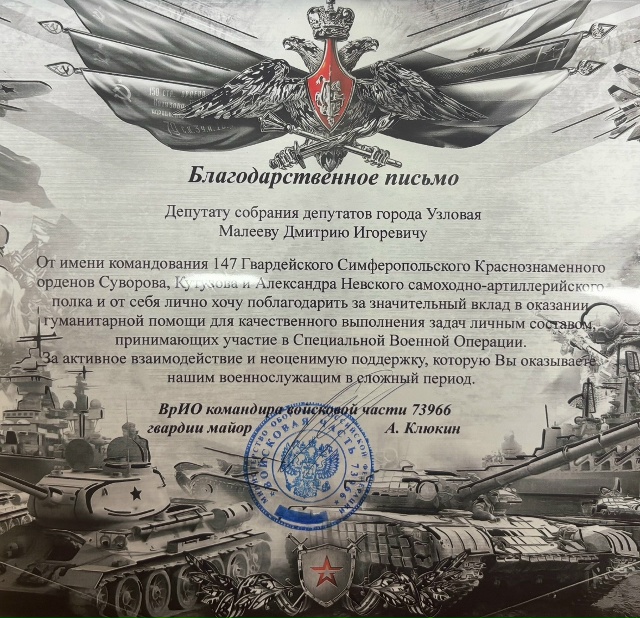 Благодарственное письмо
Депутату собрания депутатов города Узловая
Малееву Дмитрию Игоревичу
От имени командования 147 Гвардейского Симферопольского Краснознаменного
орденов Суворова, Кутузова и Александра Невского самоходно-артиллерийского
полка и от себя лично хочу поблагодарить за значительный вклад в оказании
гуманитарной помощи для качественного выполнения задач личным составом,
принимающих участие в Специальной Военной Операции.
За активное взаимодействие и неоценимую поддержку, которую Вы оказываете
нашим военнослужащим в сложный период.
ВрИО командира войсковой части 73966
гвардии майор А. Клюкин
ВОЙСКОВАЯ ЧАСТЬ 73966